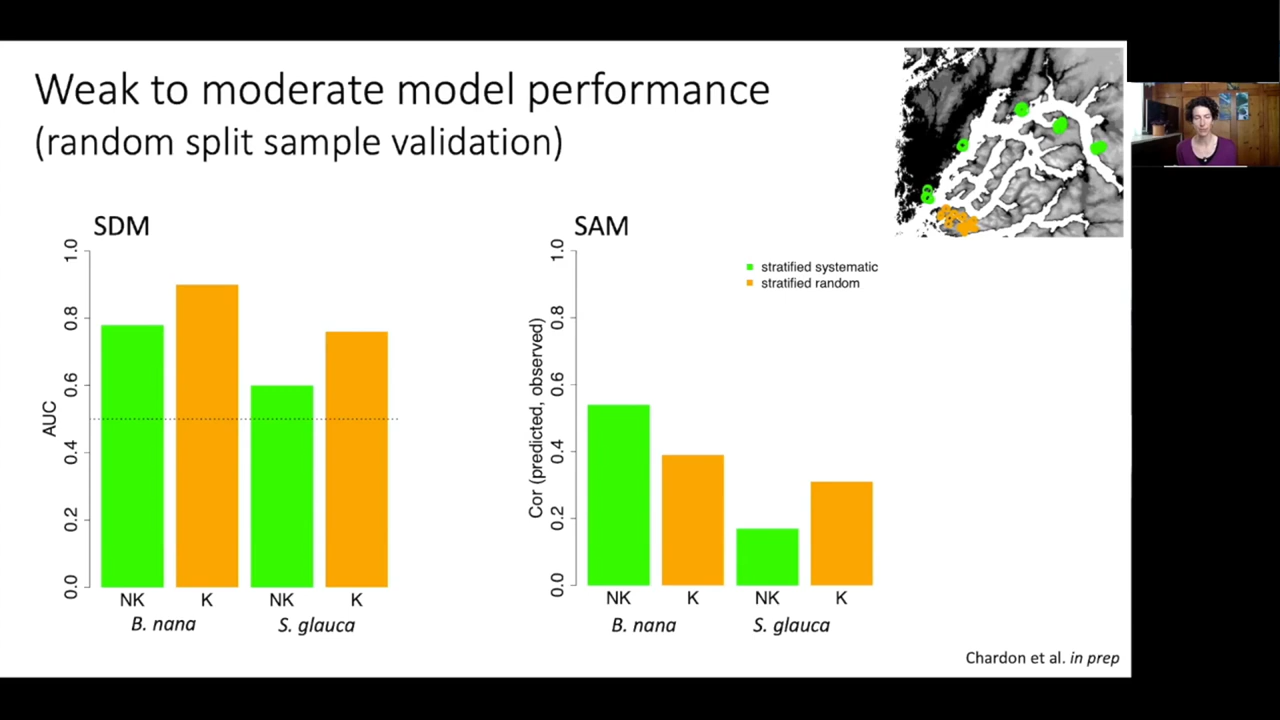 Weak to moderate model performance
(random split sample validation)
SDM
AUC
0.0
0.2
0.4
0.6
0.8
1.0
NK
K
NK
K
B. nana
S. glauca
SAM
Cor (predicted, observed)
0.0
0.2
0.4
0.6
0.8
1.0
stratified systematic
stratified random
NK
K
NK
K
B. nana
S. glauca
Chardon et al. in prep